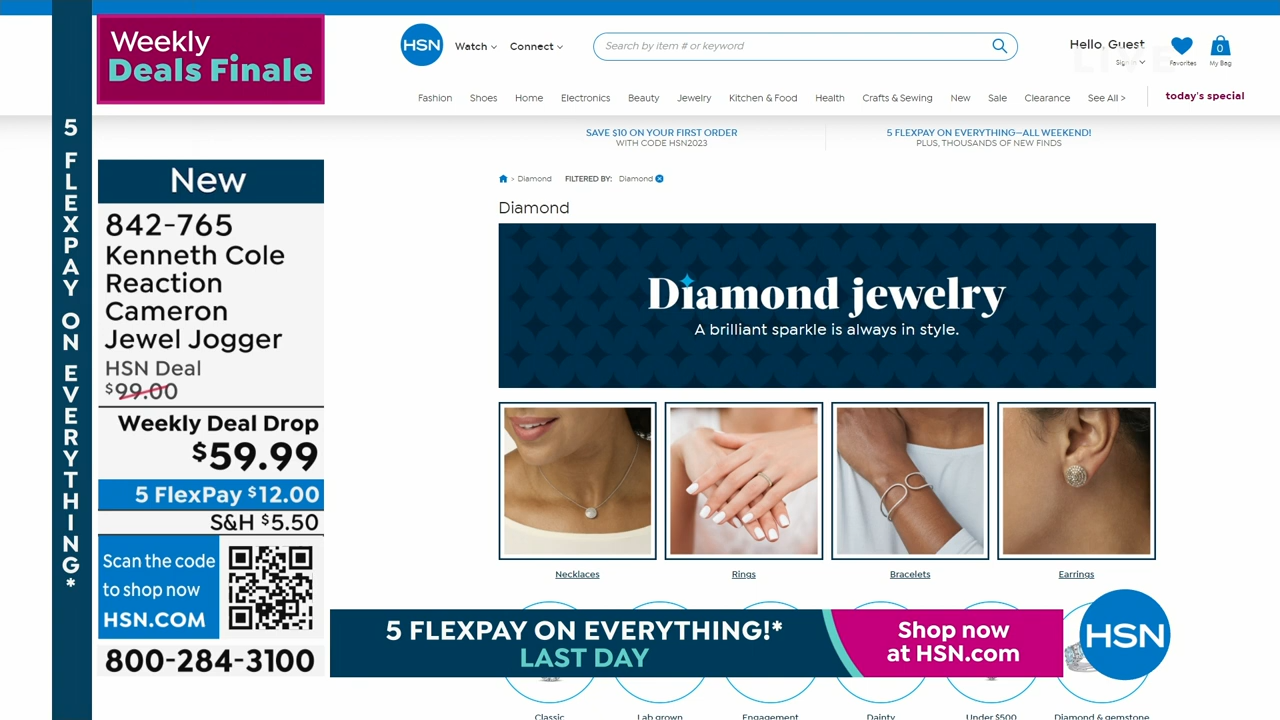 Weekly
Deals Finale
5 FLEXPAY ON EVERYTHING*
New
842-765
Kenneth Cole
Reaction
Cameron
Jewel Jogger
HSN Deal
$99.00
Weekly Deal Drop
$59.99
5 FlexPay $12.00
S&H $5.50
Scan the code
to shop now
HSN.COM
800-284-3100
HSN
Watch
Connect
Search by item # or keyword
Hello, Guest
Sign In
Favorites
0
My Bag
LIVE
Fashion Shoes Home Electronics Beauty Jewelry Kitchen & Food Health Crafts & Sewing New Sale Clearance See All > today's special
SAVE $10 ON YOUR FIRST ORDER
WITH CODE HSN2023
5 FLEXPAY ON EVERYTHING—ALL WEEKEND!
PLUS, THOUSANDS OF NEW FINDS
> Diamond FILTERED BY: Diamond
Diamond
Diamond jewelry
A brilliant sparkle is always in style.
Necklaces Rings Bracelets Earrings
5 FLEXPAY ON EVERYTHING!*
LAST DAY
Shop now
at HSN.com
HSN
Classic Lab grown Engagement Dainty Under $500 Diamond & gemstone